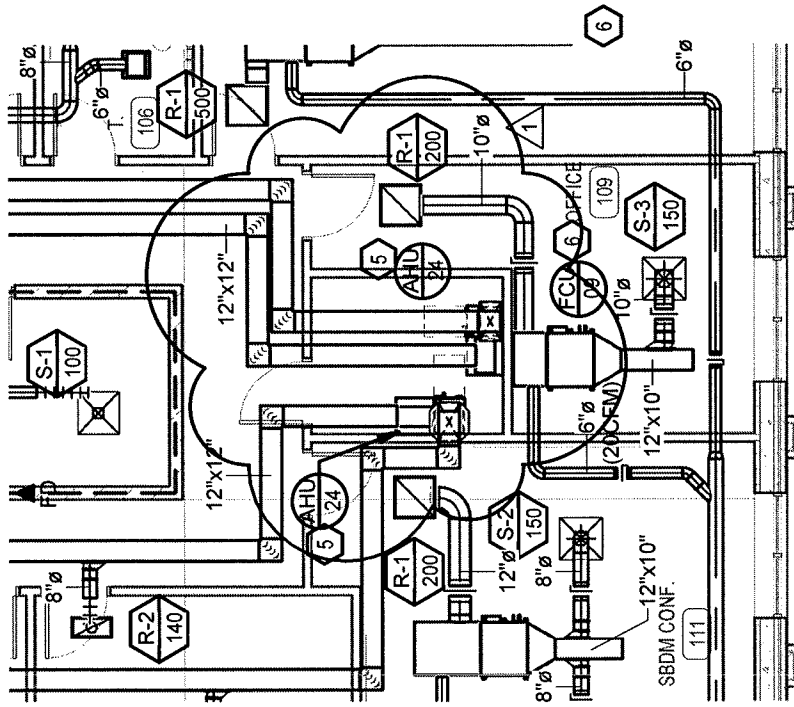 8"ø
6"ø
106
R-1
500
6
6"ø
R-1
200
10"ø
1
OFFICE
109
S-3
150
12"x12"
5
AHU
24
6
FCU
09
10"ø
S-1
100
FD
12"x12"
AHU
24
5
6"ø
(20CFM)
12"x10"
S-2
150
R-1
200
12"ø
8"ø
8"ø
R-2
140
12"x10"
SBDM CONF.
111
8"ø
x
x